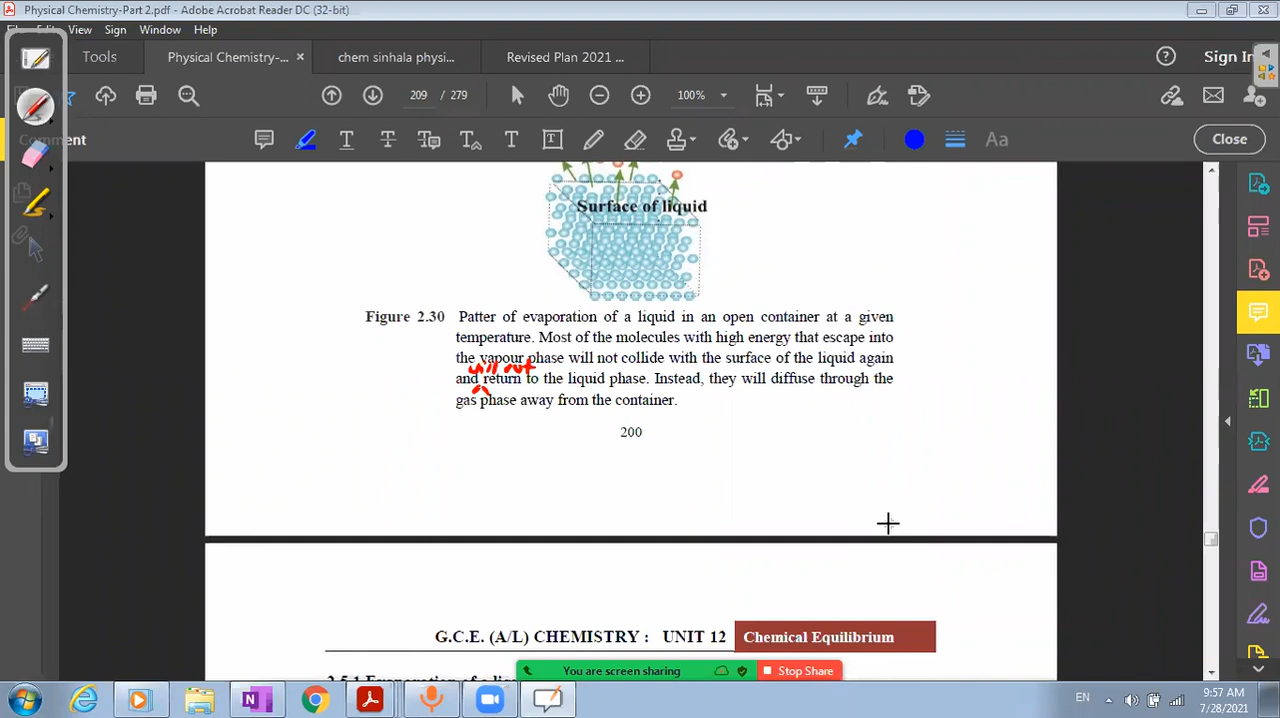 Physical Chemistry-Part 2.pdf - Adobe Acrobat Reader DC (32-bit)
View Sign Window Help
Tools Physical Chemistry-... × chem sinhala physi... Revised Plan 2021 ... Sign In
209 / 279 100%
Comment Aa Close
Surface of liquid
Figure 2.30 Patter of evaporation of a liquid in an open container at a given
temperature. Most of the molecules with high energy that escape into
the vapour phase will not collide with the surface of the liquid again
will
and return to the liquid phase. Instead, they will diffuse through the
gas phase away from the container.
200
G.C.E. (A/L) CHEMISTRY : UNIT 12 Chemical Equilibrium
You are screen sharing Stop Share
EN 9:57 AM
7/28/2021